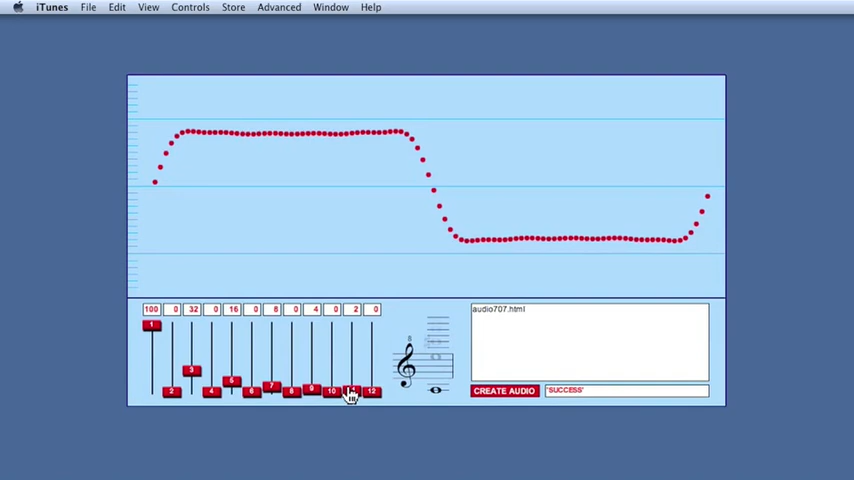 iTunes File Edit View Controls Store Advanced Window Help
100 0 32 0 16 0 8 0 4 0 2 0
audio707.html
1
3
5
7
2 4 6 8 9 10 12
CREATE AUDIO 'SUCCESS'
8